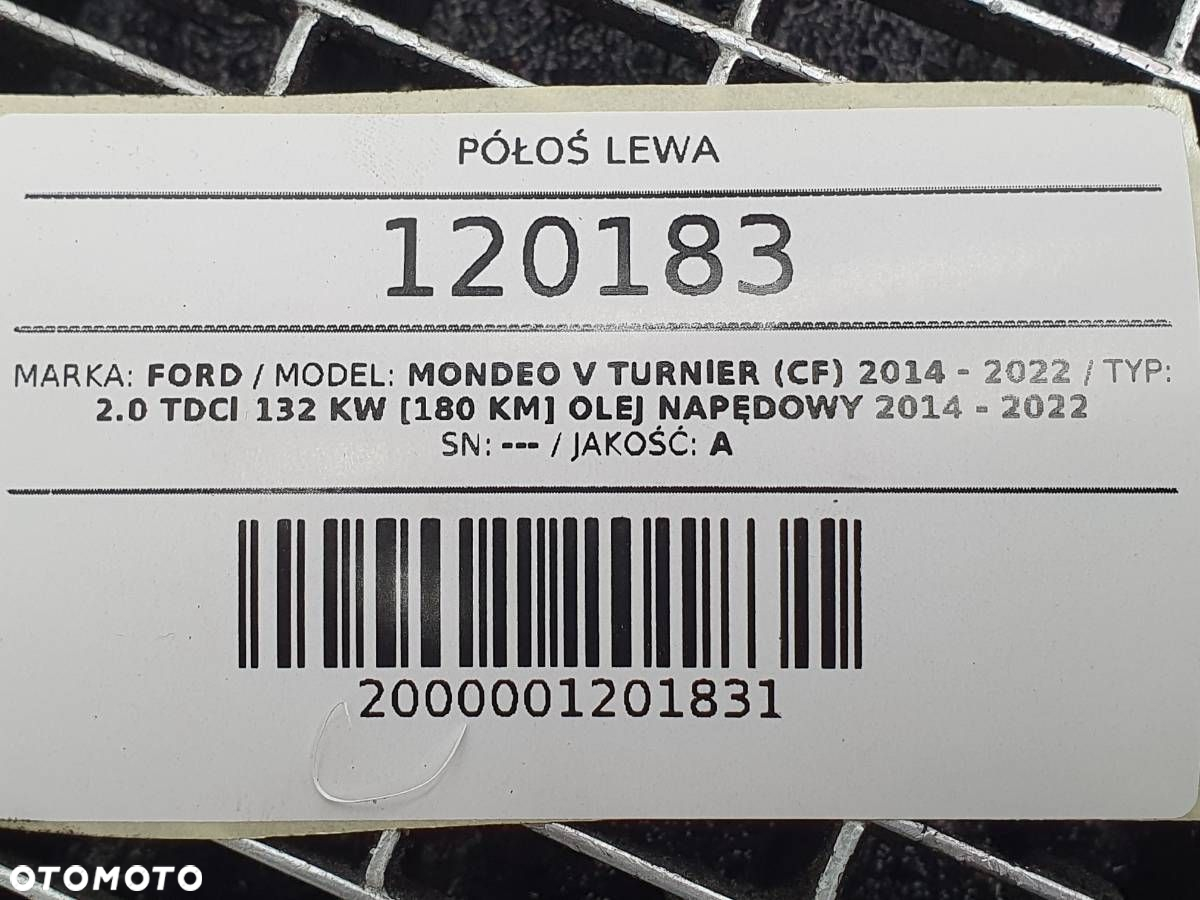 PÓŁOŚ LEWA
120183
MARKA: FORD / MODEL: MONDEO V TURNIER (CF) 2014 - 2022 / TYP:
2.0 TDCI 132 KW [180 KM] OLEJ NAPĘDOWY 2014 - 2022
SN: --- / JAKOŚĆ: A
2000001201831
OTOMOTO